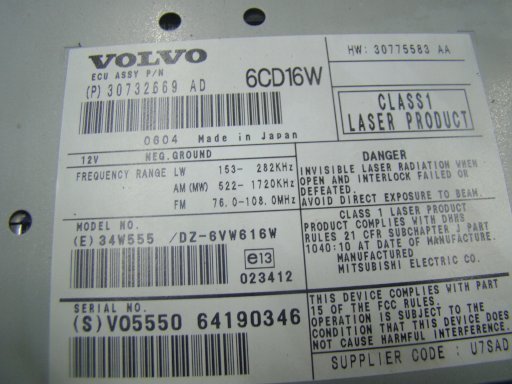 VOLVO
ECU ASSY P/N
(P) 30732669 AD
6CD16W
HW: 30775583 AA
CLASS1
LASER PRODUCT
0604 Made in Japan
12V NEG.GROUND
FREQUENCY RANGE LW 153- 282KHz
AM (MW) 522- 1720KHz
FM 76.0-108.0MHz
DANGER
INVISIBLE LASER RADIATION WHEN
OPEN AND INTERLOCK FAILED OR
DEFEATED.
AVOID DIRECT EXPOSURE TO BEAM.
MODEL NO.
(E) 34W555 /DZ-6VW616W
e13
023412
CLASS 1 LASER PRODUCT
PRODUCT COMPLIES WITH DHHS
RULES 21 CFR SUBCHAPTER J PART
1040:10 AT DATE OF MANUFACTURE.
MANUFACTURED
MITSUBISHI ELECTRIC CO.
SERIAL NO.
(S) VO5550 64190346
THIS DEVICE COMPLIES WITH PART
15 OF THE FCC RULES.
OPERATION IS SUBJECT TO THE
CONDITION THAT THIS DEVICE DOES
NOT CAUSE HARMFUL INTERFERENCE.
SUPPLIER CODE : U7SAD